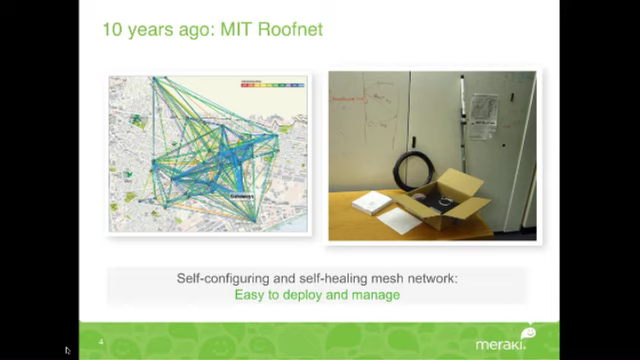 10 years ago: MIT Roofnet
Self-configuring and self-healing mesh network:
Easy to deploy and manage
4
meraki